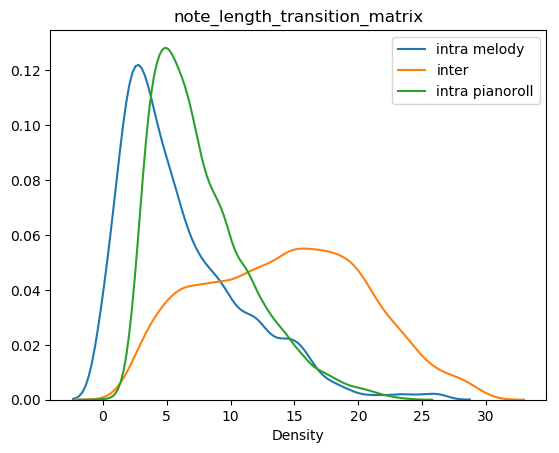 note_length_transition_matrix
intra melody
inter
intra pianoroll
0.12
0.10
0.08
0.06
0.04
0.02
0.00
0 5 10 15 20 25 30
Density